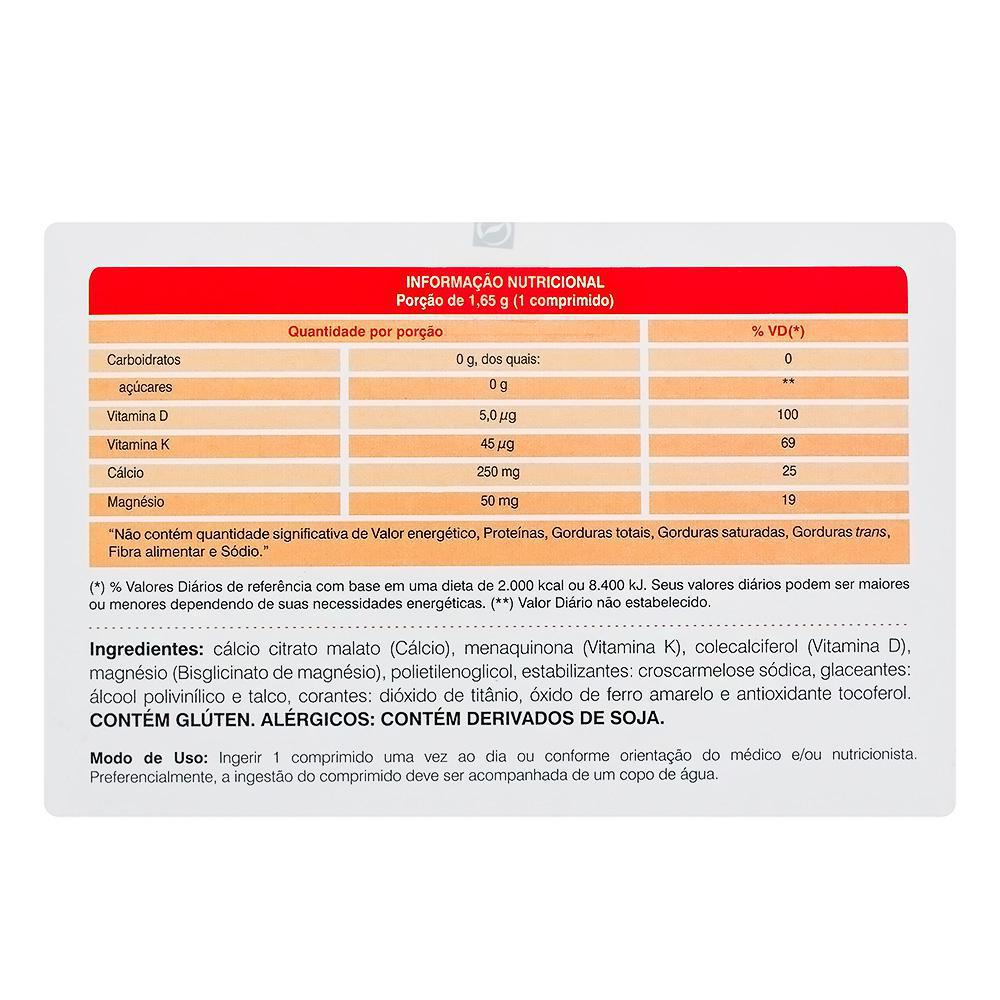 INFORMAÇÃO NUTRICIONAL
Porção de 1,65 g (1 comprimido)
Quantidade por porção % VD(*)
Carboidratos 0 g, dos quais: 0
açúcares 0 g **
Vitamina D 5,0 µg 100
Vitamina K 45 µg 69
Cálcio 250 mg 25
Magnésio 50 mg 19
“Não contém quantidade significativa de Valor energético, Proteínas, Gorduras totais, Gorduras saturadas, Gorduras trans,
Fibra alimentar e Sódio.”
(*) % Valores Diários de referência com base em uma dieta de 2.000 kcal ou 8.400 kJ. Seus valores diários podem ser maiores
ou menores dependendo de suas necessidades energéticas. (**) Valor Diário não estabelecido.
Ingredientes: cálcio citrato malato (Cálcio), menaquinona (Vitamina K), colecalciferol (Vitamina D),
magnésio (Bisglicinato de magnésio), polietilenoglicol, estabilizantes: croscarmelose sódica, glaceantes:
álcool polivinílico e talco, corantes: dióxido de titânio, óxido de ferro amarelo e antioxidante tocoferol.
CONTÉM GLÚTEN. ALÉRGICOS: CONTÉM DERIVADOS DE SOJA.
Modo de Uso: Ingerir 1 comprimido uma vez ao dia ou conforme orientação do médico e/ou nutricionista.
Preferencialmente, a ingestão do comprimido deve ser acompanhada de um copo de água.